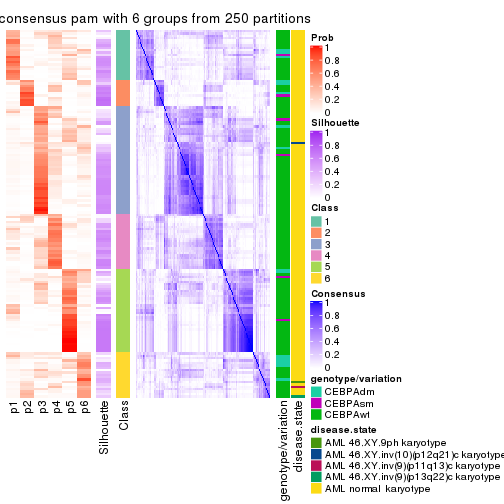 consensus pam with 6 groups from 250 partitions
Prob
1
0.8
0.6
0.4
0.2
0
Silhouette
1
0.8
0.6
0.4
0.2
0
Class
1
2
3
4
5
6
Consensus
1
0.8
0.6
0.4
0.2
0
genotype/variation
CEBPAdm
CEBPAsm
CEBPAwt
disease.state
AML 46.XY.9ph karyotype
AML 46.XY,inv(10)(p12q21)c karyotype
AML 46.XY,inv(9)(p11q13)c karyotype
AML 46.XY,inv(9)(p13q22)c karyotype
AML normal karyotype
p1
p2
p3
p4
p5
p6
Silhouette
Class
genotype/variation
disease.state